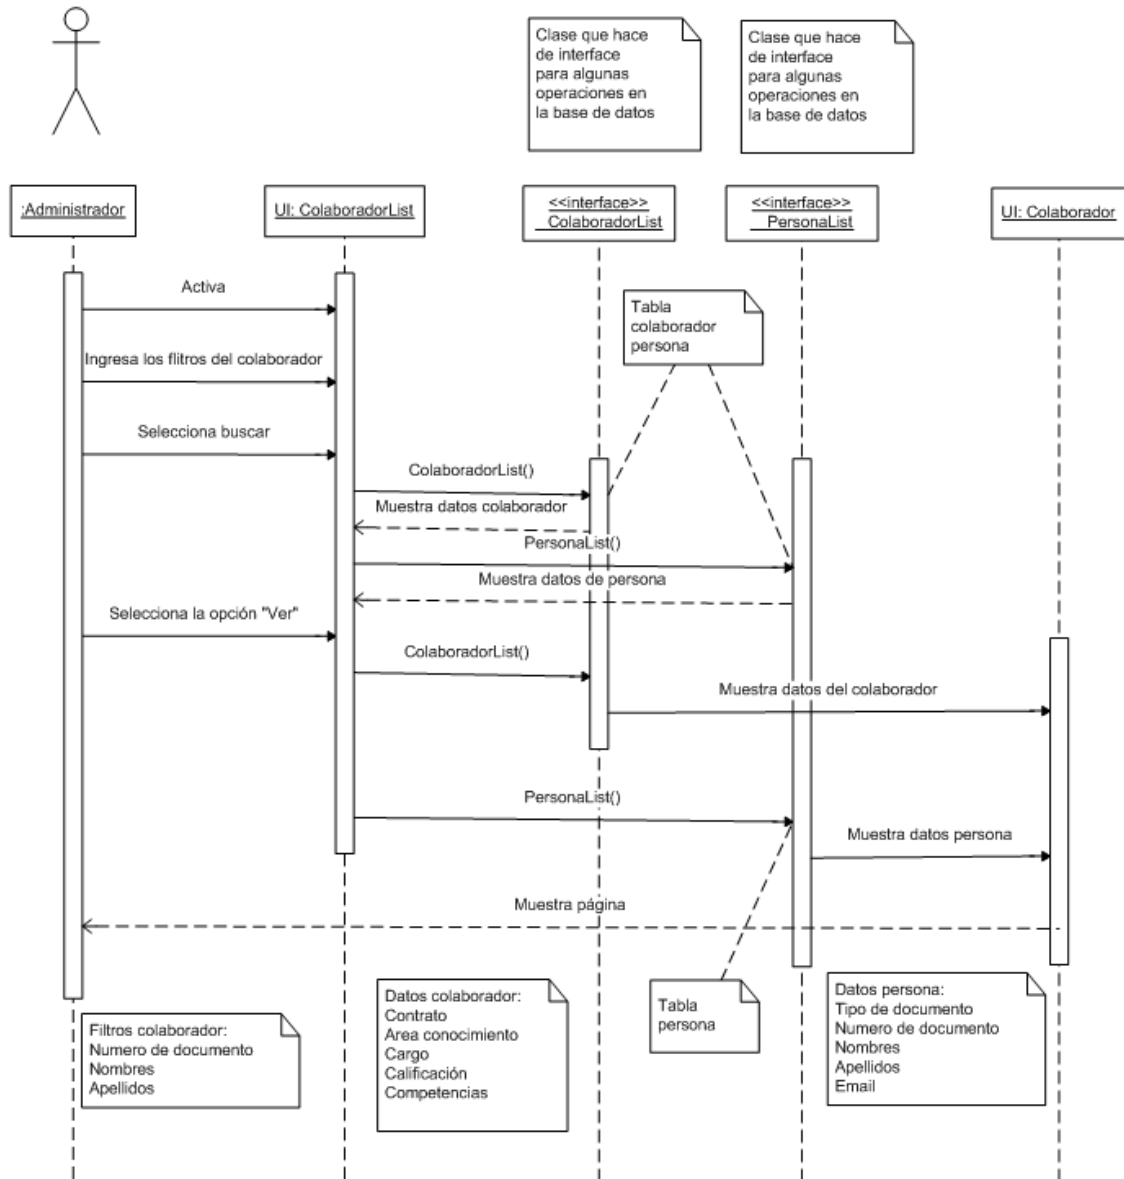 Clase que hace
de interface
para algunas
operaciones en
la base de datos
Clase que hace
de interface
para algunas
operaciones en
la base de datos
:Administrador
UI: ColaboradorList
<<interface>>
_ColaboradorList
<<interface>>
_PersonaList
UI: Colaborador
Activa
Tabla
colaborador
persona
Ingresa los flitros del colaborador
Selecciona buscar
ColaboradorList()
Muestra datos colaborador
PersonaList()
Muestra datos de persona
Selecciona la opción "Ver"
ColaboradorList()
Muestra datos del colaborador
PersonaList()
Muestra datos persona
Muestra página
Filtros colaborador:
Numero de documento
Nombres
Apellidos
Datos colaborador:
Contrato
Area conocimiento
Cargo
Calificación
Competencias
Tabla
persona
Datos persona:
Tipo de documento
Numero de documento
Nombres
Apellidos
Email